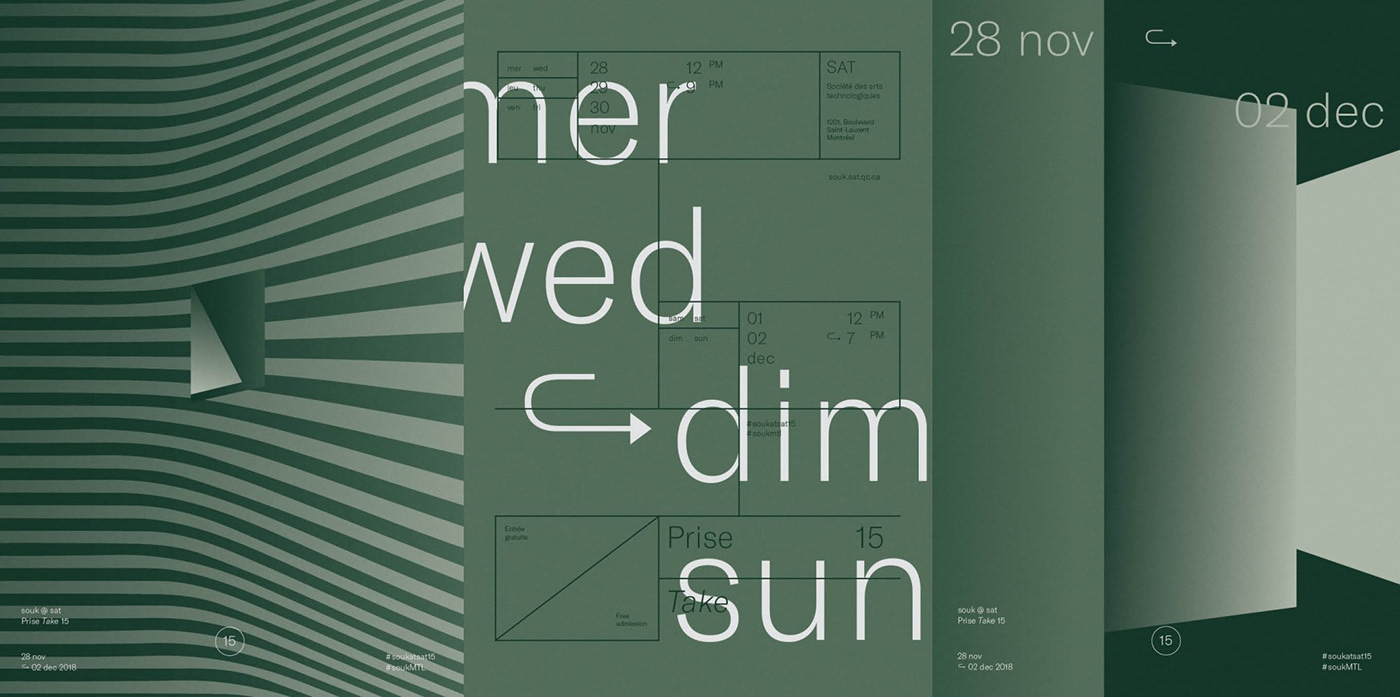 souk @ sat
Prise Take 15
28 nov
↪ 02 dec 2018
15
#soukatsat15
#soukMTL
mer wed
jeu thu
ven fri
28
29
30
nov
12 PM
↪ 9 PM
SAT
Société des arts
technologiques
1201, Boulevard
Saint-Laurent
Montréal
souk.sat.qc.ca
mer
wed
sam sat
dim sun
01
02
dec
12 PM
↪ 7 PM
dim
#soukatsat15
#soukmtl
Entrée
gratuite
Free
admission
Prise 15
Take
sun
28 nov
↪
02 dec
souk @ sat
Prise Take 15
28 nov
↪ 02 dec 2018
15
#soukatsat15
#soukMTL